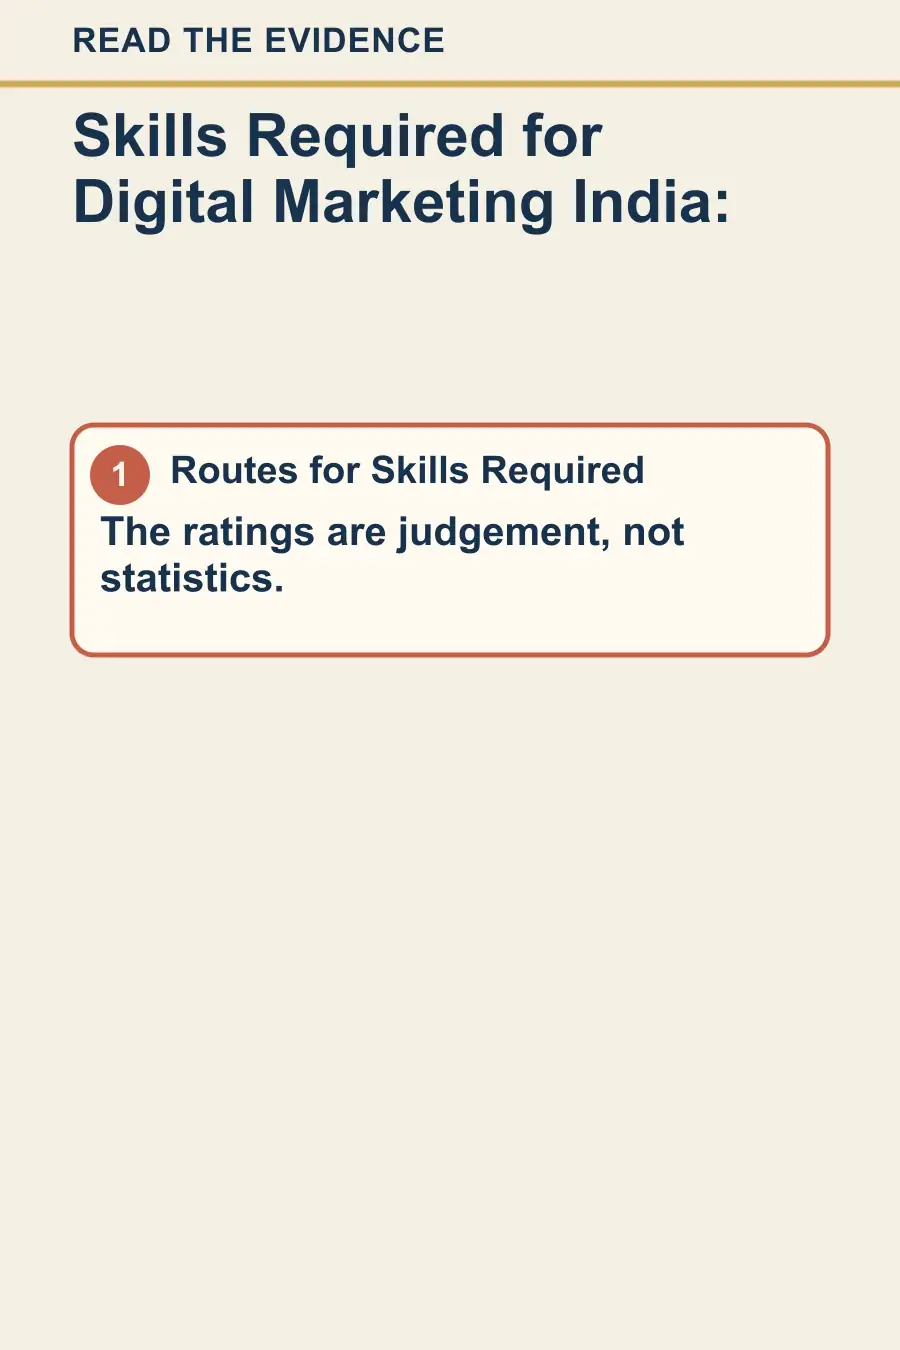 READ THE EVIDENCE
Skills Required for
Digital Marketing India:
1 Routes for Skills Required
The ratings are judgement, not
statistics.